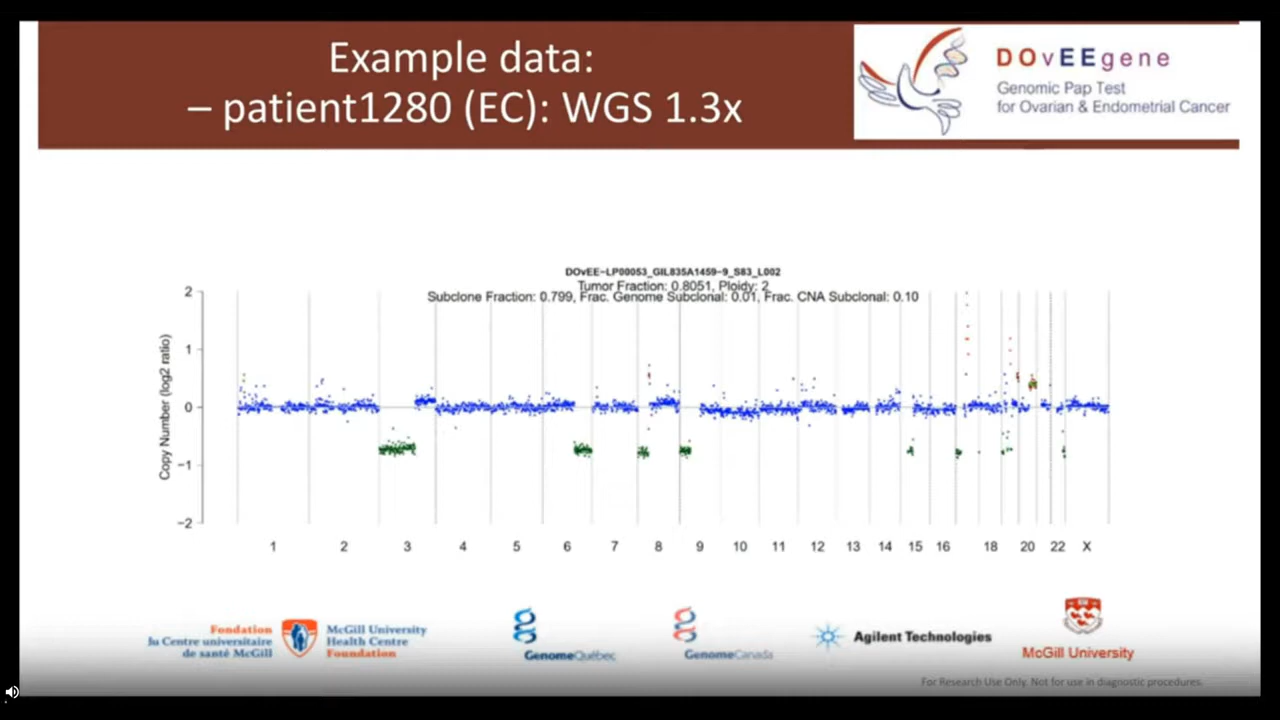 Example data:
– patient1280 (EC): WGS 1.3x
DOvEEgene
Genomic Pap Test
for Ovarian & Endometrial Cancer
DOvEE−LP00053_GIL835A1459−9_S83_L002
Tumor Fraction: 0.8051, Ploidy: 2
Subclone Fraction: 0.799, Frac. Genome Subclonal: 0.01, Frac. CNA Subclonal: 0.10
Copy Number (log2 ratio)
2
1
0
−1
−2
1 2 3 4 5 6 7 8 9 10 11 12 13 14 15 16 18 20 22 X
Fondation
du Centre universitaire
de santé McGill
McGill University
Health Centre
Foundation
GenomeQuébec
GenomeCanada
Agilent Technologies
McGill University
For Research Use Only. Not for use in diagnostic procedures.